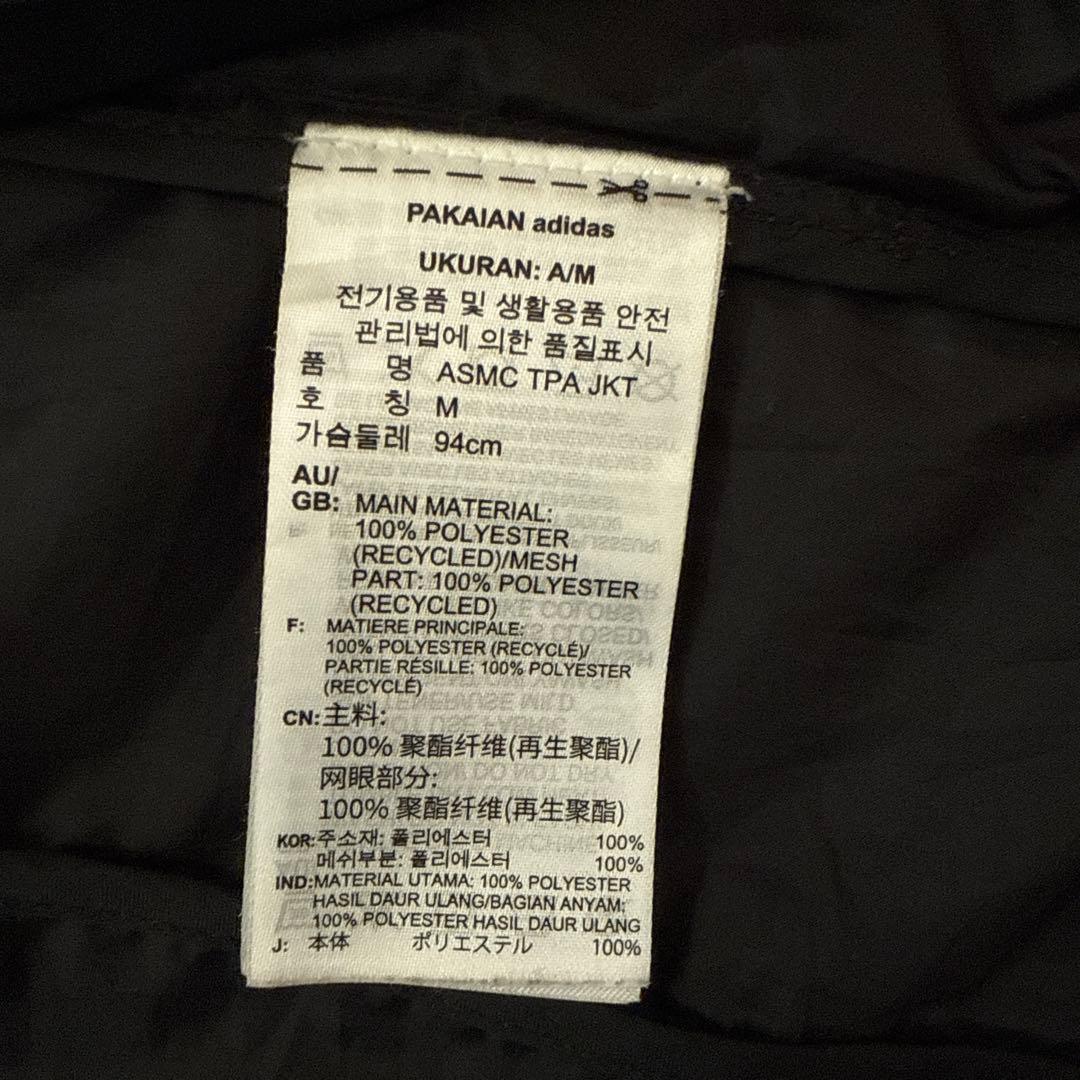 PAKAIAN adidas
UKURAN: A/M
전기용품 및 생활용품 안전
관리법에 의한 품질표시
품 명 ASMC TPA JKT
호 칭 M
가슴둘레 94cm
AU/
GB: MAIN MATERIAL:
100% POLYESTER
(RECYCLED)/MESH
PART: 100% POLYESTER
(RECYCLED)
F: MATIERE PRINCIPALE:
100% POLYESTER (RECYCLÉ)/
PARTIE RÉSILLE: 100% POLYESTER
(RECYCLÉ)
CN: 主料:
100% 聚酯纤维(再生聚酯)/
网眼部分:
100% 聚酯纤维(再生聚酯)
KOR: 주소재: 폴리에스터 100%
메쉬부분: 폴리에스터 100%
IND: MATERIAL UTAMA: 100% POLYESTER
HASIL DAUR ULANG/BAGIAN ANYAM:
100% POLYESTER HASIL DAUR ULANG
J: 本体 ポリエステル 100%